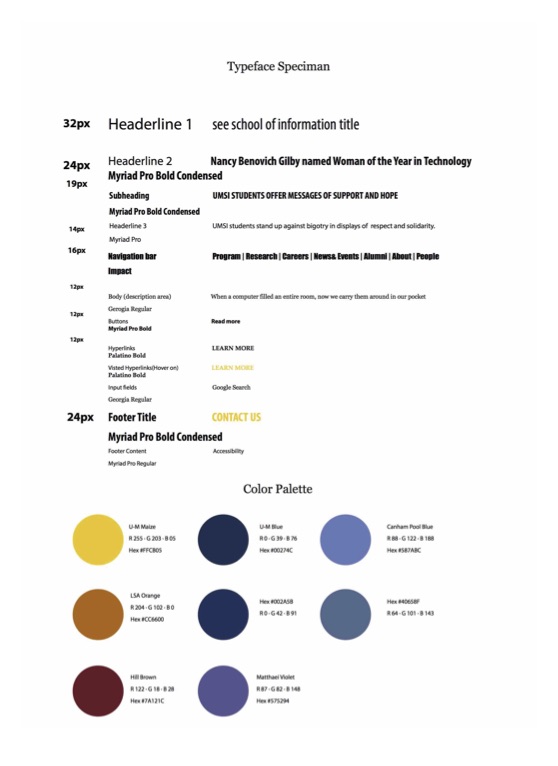 Typeface Speciman
32px Headerline 1 see school of information title
24px Headerline 2 Nancy Benovich Gilby named Woman of the Year in Technology
Myriad Pro Bold Condensed
19px
Subheading UMSI STUDENTS OFFER MESSAGES OF SUPPORT AND HOPE
Myriad Pro Bold Condensed
14px Headerline 3 UMSI students stand up against bigotry in displays of respect and solidarity.
Myriad Pro
16px Navigation bar Program | Research | Careers | News& Events | Alumni | About | People
Impact
12px
Body (description area) When a computer filled an entire room, now we carry them around in our pocket
Gerogia Regular
12px
Buttons Read more
Myriad Pro Bold
12px
Hyperlinks LEARN MORE
Palatino Bold
Visted Hyperlinks(Hover on) LEARN MORE
Palatino Bold
Input fields Google Search
Georgia Regular
24px Footer Title CONTACT US
Myriad Pro Bold Condensed
Footer Content Accessibility
Myriad Pro Regular
Color Palette
U-M Maize
R 255 - G 203 - B 05
Hex #FFCB05
U-M Blue
R 0 - G 39 - B 76
Hex #00274C
Canham Pool Blue
R 88 - G 122 - B 188
Hex #587ABC
LSA Orange
R 204 - G 102 - B 0
Hex #CC6600
Hex #002A5B
R 0 - G 42 - B 91
Hex #40658F
R 64 - G 101 - B 143
Hill Brown
R 122 - G 18 - B 28
Hex #7A121C
Matthaei Violet
R 87 - G 82 - B 148
Hex #575294